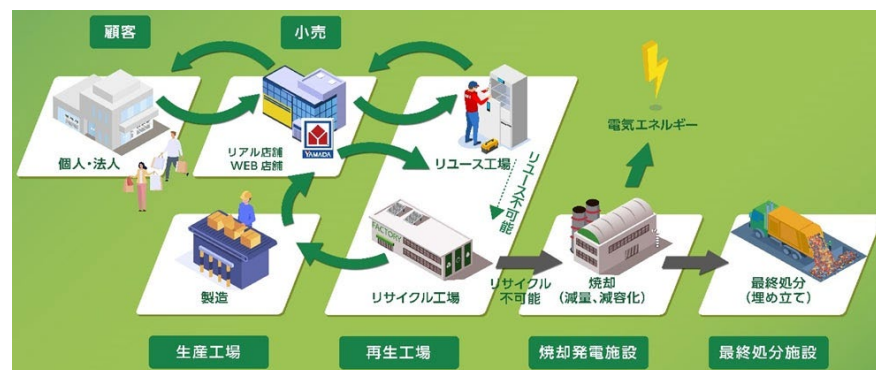 顧客
小売
個人・法人
リアル店舗
WEB 店舗
YAMADA
リユース工場
リユース不可能
電気エネルギー
製造
FACTORY
リサイクル工場
リサイクル
不可能
焼却
(減量、減容化)
最終処分
(埋め立て)
生産工場
再生工場
焼却発電施設
最終処分施設